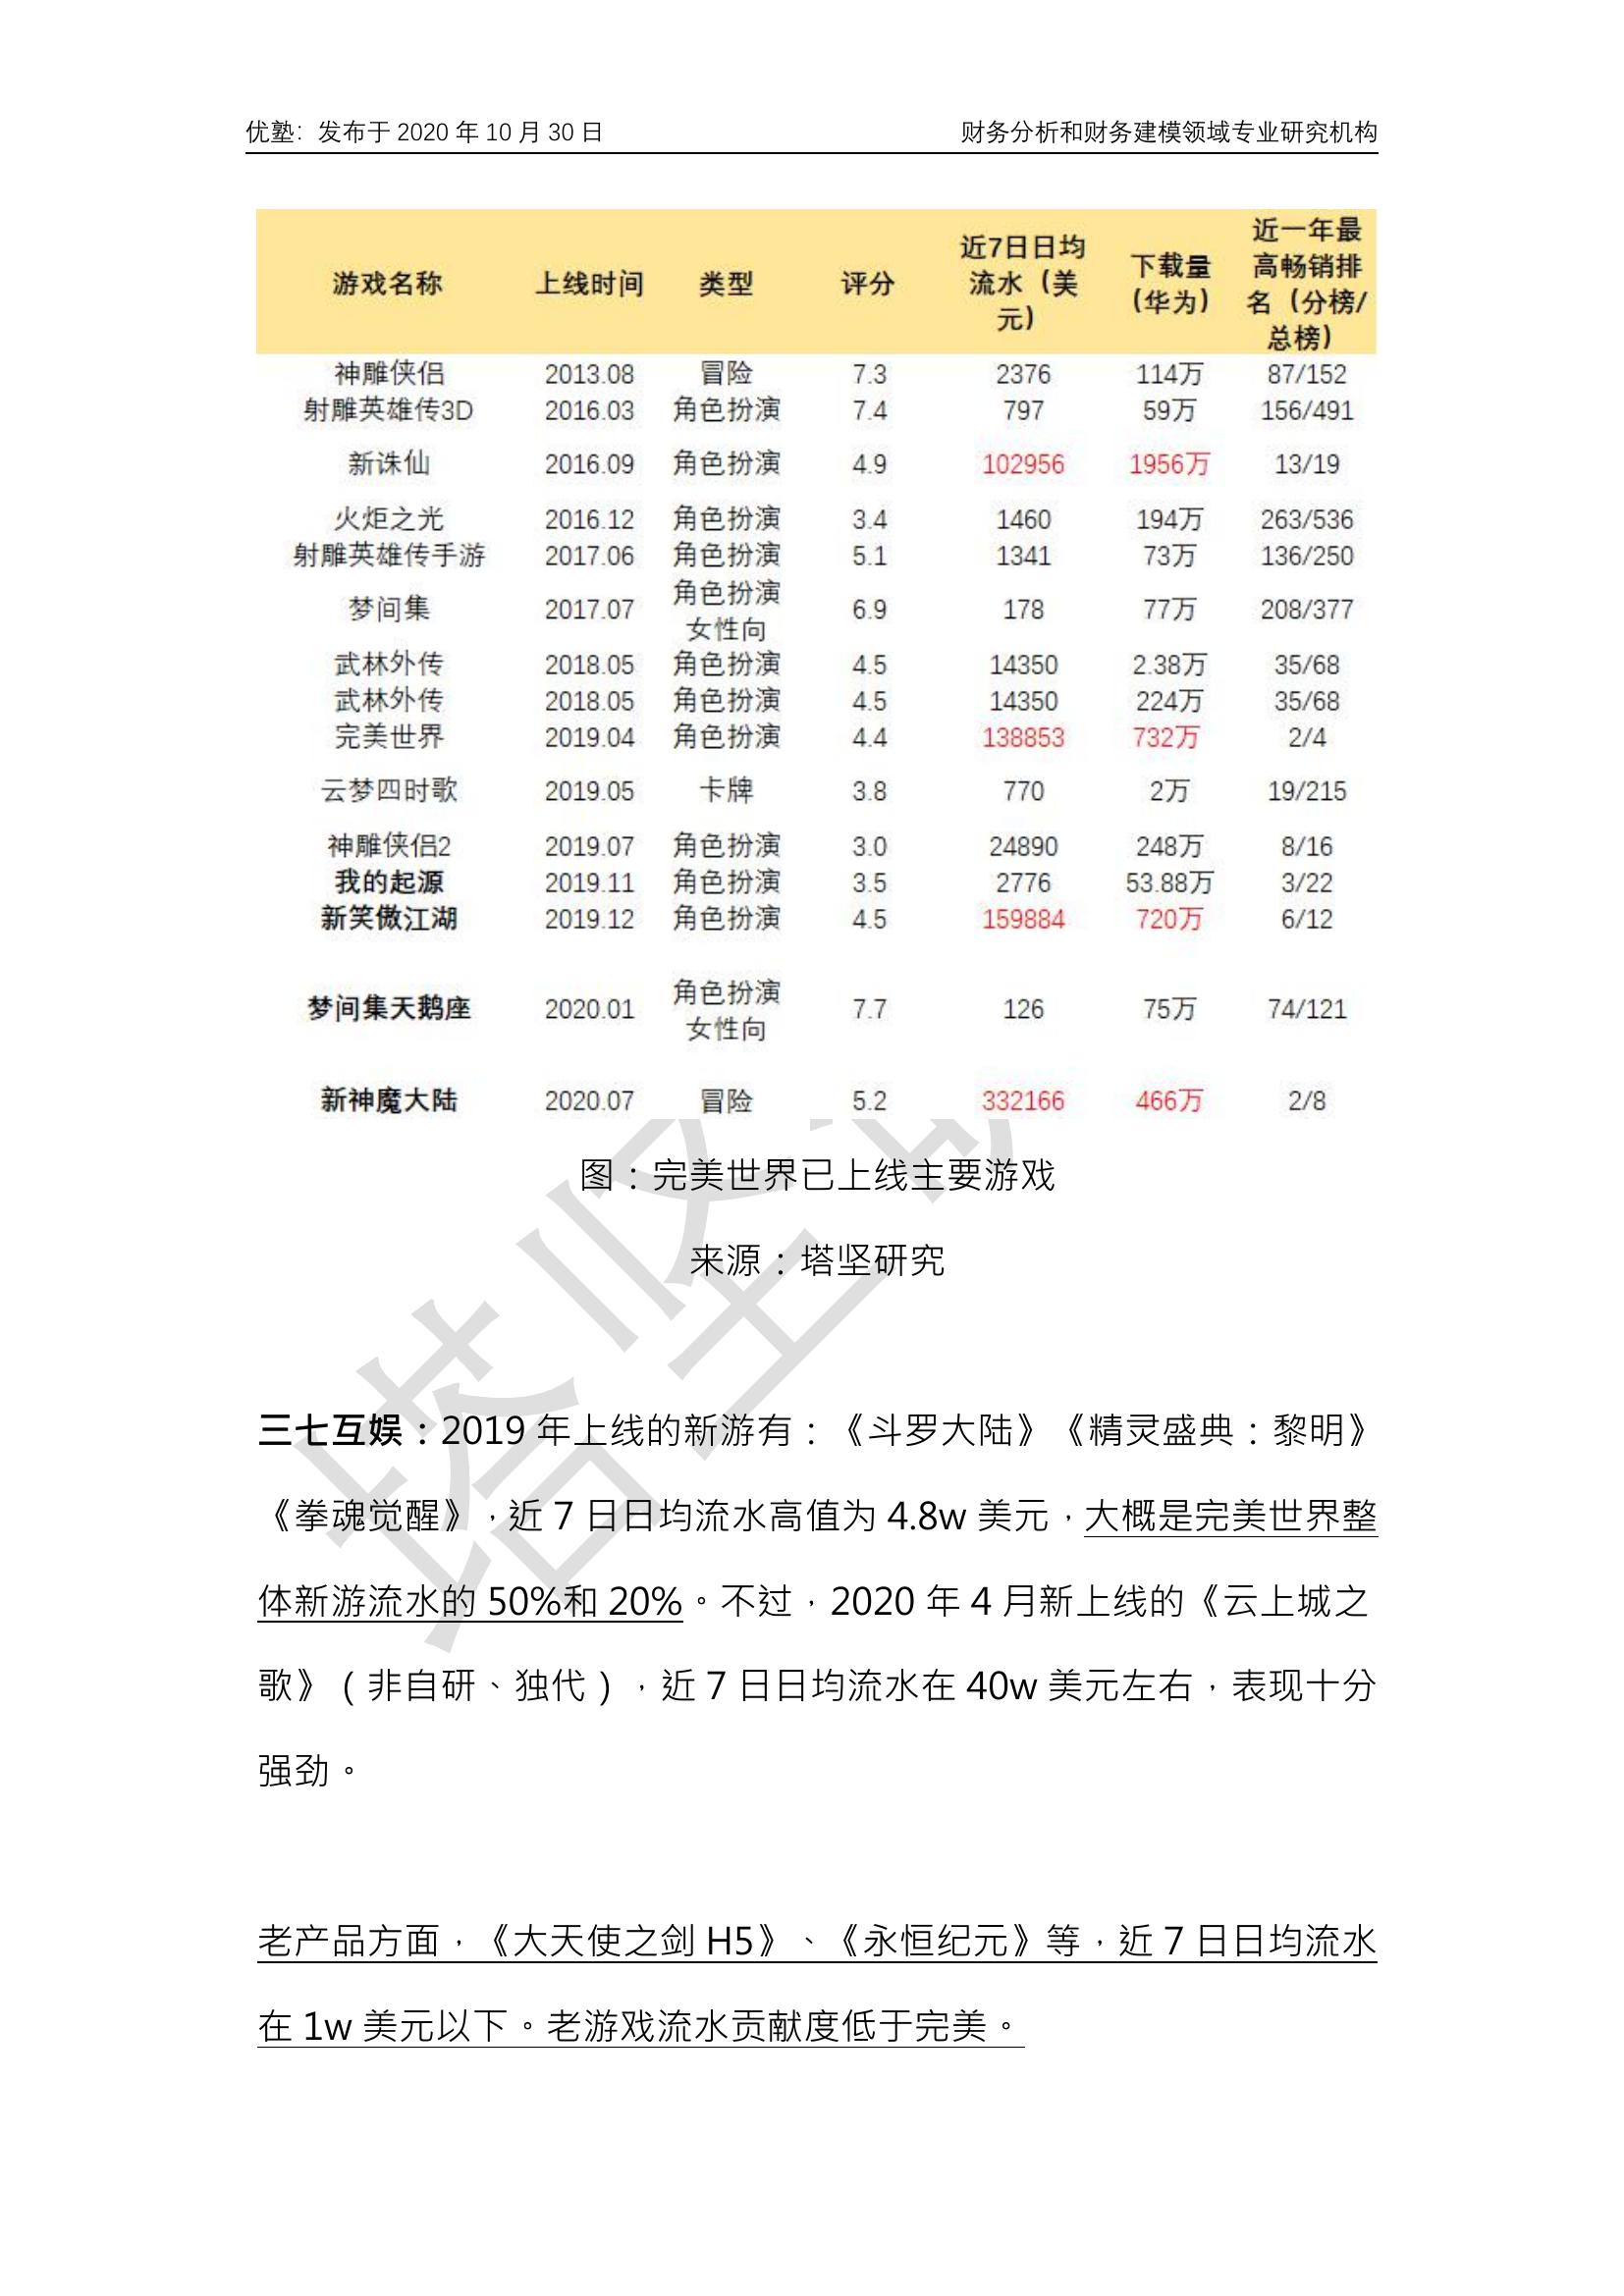 优塾：发布于 2020 年 10 月 30 日 财务分析和财务建模领域专业研究机构
游戏名称 上线时间 类型 评分 近7日日均流水（美元） 下载量（华为） 近一年最高畅销排名（分榜/总榜）
神雕侠侣 2013.08 冒险 7.3 2376 114万 87/152
射雕英雄传3D 2016.03 角色扮演 7.4 797 59万 156/491
新诛仙 2016.09 角色扮演 4.9 102956 1956万 13/19
火炬之光 2016.12 角色扮演 3.4 1460 194万 263/536
射雕英雄传手游 2017.06 角色扮演 5.1 1341 73万 136/250
梦间集 2017.07 角色扮演女性向 6.9 178 77万 208/377
武林外传 2018.05 角色扮演 4.5 14350 2.38万 35/68
武林外传 2018.05 角色扮演 4.5 14350 224万 35/68
完美世界 2019.04 角色扮演 4.4 138853 732万 2/4
云梦四时歌 2019.05 卡牌 3.8 770 2万 19/215
神雕侠侣2 2019.07 角色扮演 3.0 24890 248万 8/16
我的起源 2019.11 角色扮演 3.5 2776 53.88万 3/22
新笑傲江湖 2019.12 角色扮演 4.5 159884 720万 6/12
梦间集天鹅座 2020.01 角色扮演女性向 7.7 126 75万 74/121
新神魔大陆 2020.07 冒险 5.2 332166 466万 2/8
图：完美世界已上线主要游戏
来源：塔坚研究
三七互娱：2019 年上线的新游有：《斗罗大陆》《精灵盛典：黎明》
《拳魂觉醒》，近 7 日日均流水高值为 4.8w 美元，大概是完美世界整
体新游流水的 50%和 20%。不过，2020 年 4 月新上线的《云上城之
歌》（非自研、独代），近 7 日日均流水在 40w 美元左右，表现十分
强劲。
老产品方面，《大天使之剑 H5》、《永恒纪元》等，近 7 日日均流水
在 1w 美元以下。老游戏流水贡献度低于完美。
塔坚